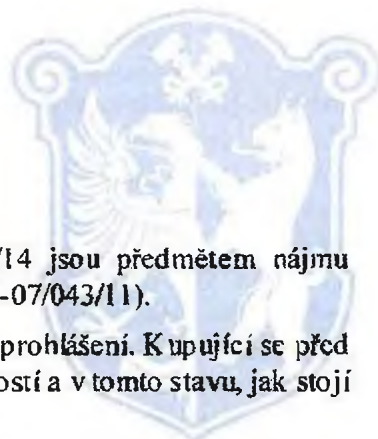 /14 jsou předmětem nájmu
-07/043/11).
prohlášení. Kupující se před
ostí a v tomto stavu, jak stojí